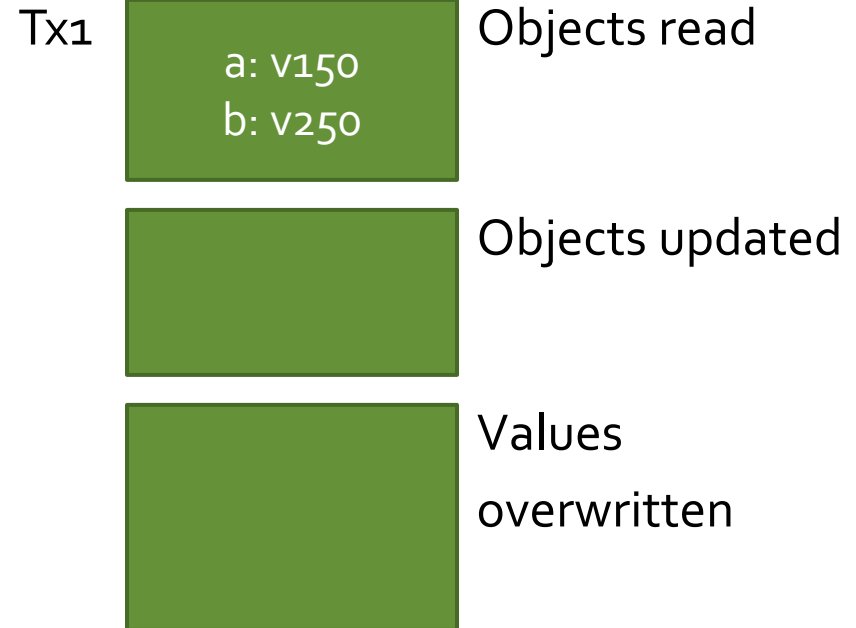 Tx1
a: v150
b: v250
Objects read
Objects updated
Values
overwritten